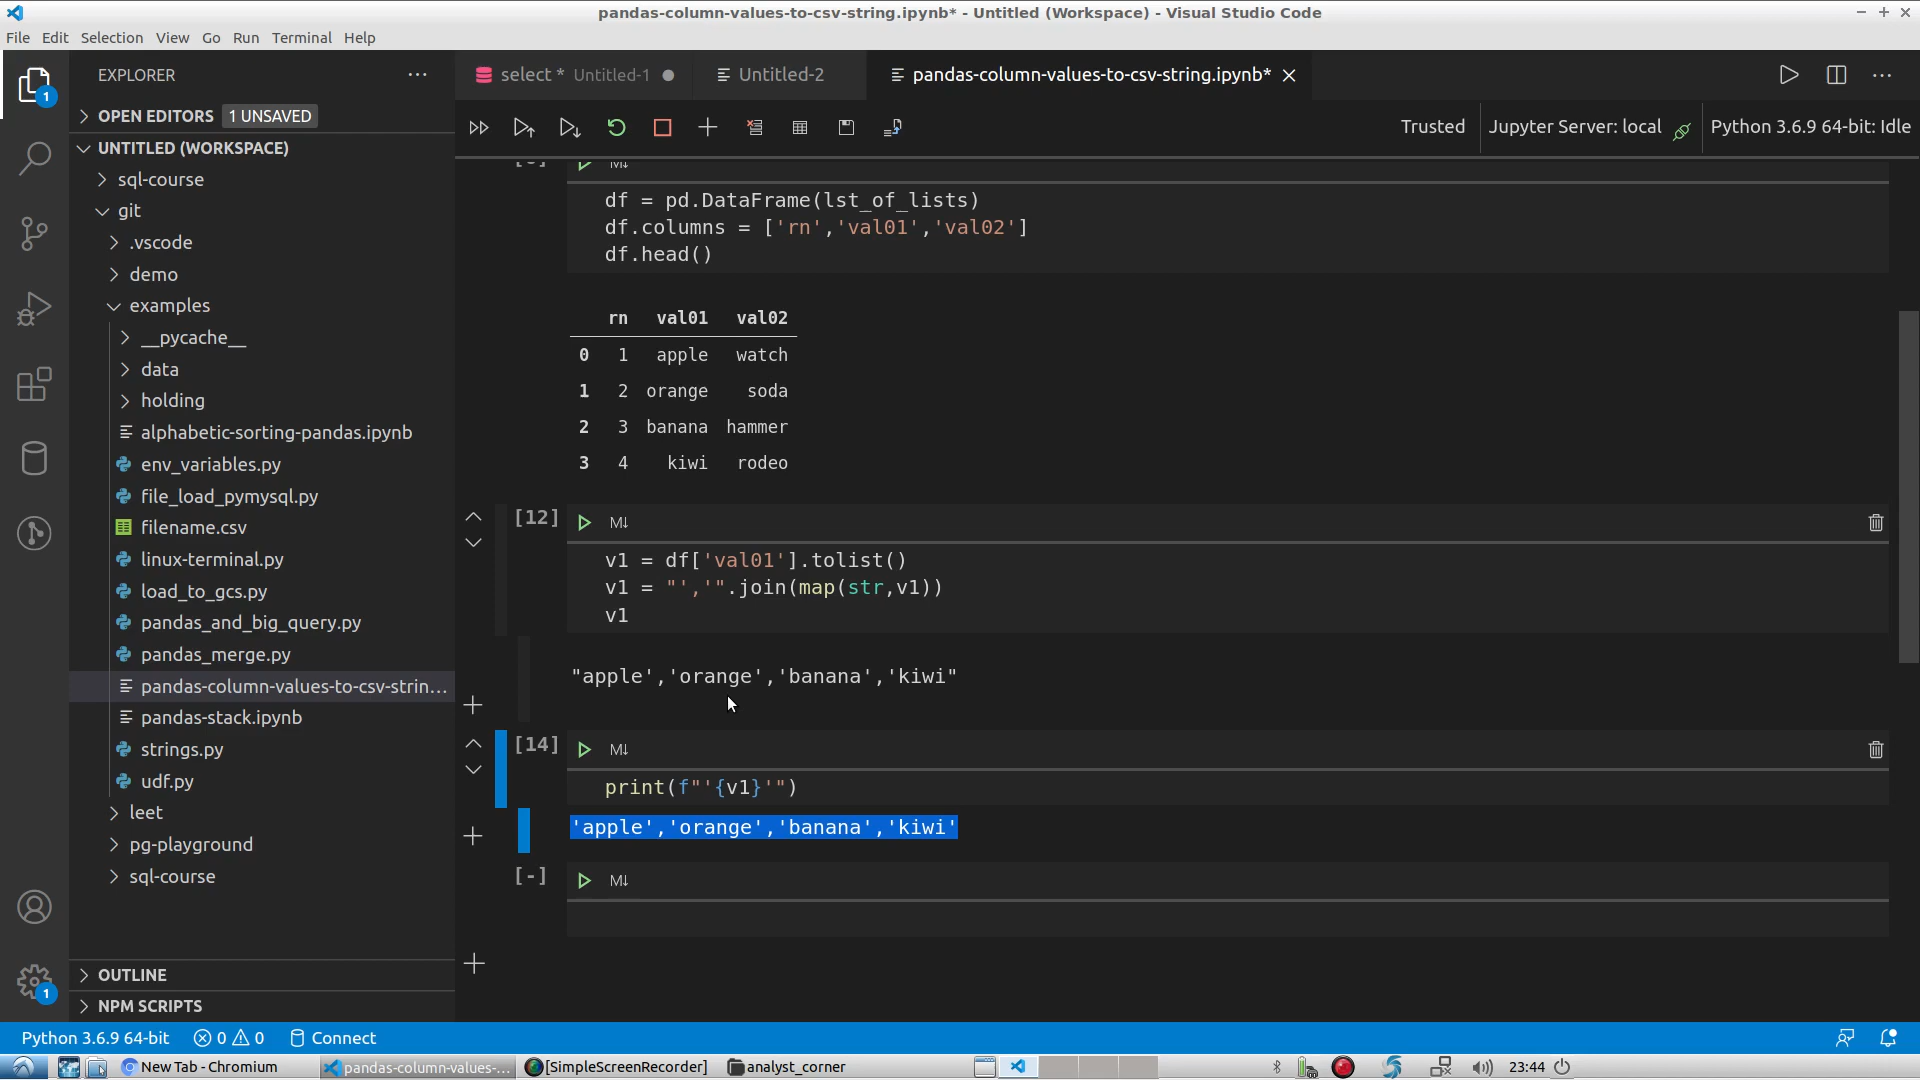 pandas-column-values-to-csv-string.ipynb* - Untitled (Workspace) - Visual Studio Code
File Edit Selection View Go Run Terminal Help
EXPLORER
select * Untitled-1
Untitled-2
pandas-column-values-to-csv-string.ipynb*
1
OPEN EDITORS 1 UNSAVED
Trusted
Jupyter Server: local
Python 3.6.9 64-bit: Idle
UNTITLED (WORKSPACE)
sql-course
git
.vscode
demo
examples
__pycache__
data
holding
alphabetic-sorting-pandas.ipynb
env_variables.py
file_load_pymysql.py
filename.csv
linux-terminal.py
load_to_gcs.py
pandas_and_big_query.py
pandas_merge.py
pandas-column-values-to-csv-strin...
pandas-stack.ipynb
strings.py
udf.py
leet
pg-playground
sql-course
OUTLINE
NPM SCRIPTS
1
df = pd.DataFrame(lst_of_lists)
df.columns = ['rn','val01','val02']
df.head()
rn val01 val02
0 1 apple watch
1 2 orange soda
2 3 banana hammer
3 4 kiwi rodeo
[12]
M↓
v1 = df['val01'].tolist()
v1 = "','".join(map(str,v1))
v1
"apple','orange','banana','kiwi"
[14]
M↓
print(f"'{v1}'")
'apple','orange','banana','kiwi'
[-]
M↓
Python 3.6.9 64-bit 0 0 Connect
New Tab - Chromium
pandas-column-values-...
[SimpleScreenRecorder]
analyst_corner
23:44